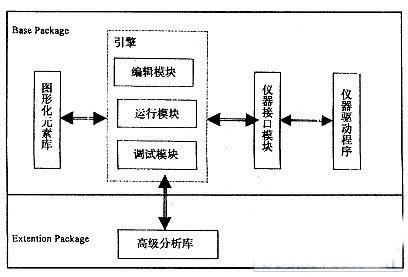 Base Package
引擎
编辑模块
运行模块
调试模块
图形化元素库
仪器接口模块
仪器驱动程序
Extention Package
高级分析库